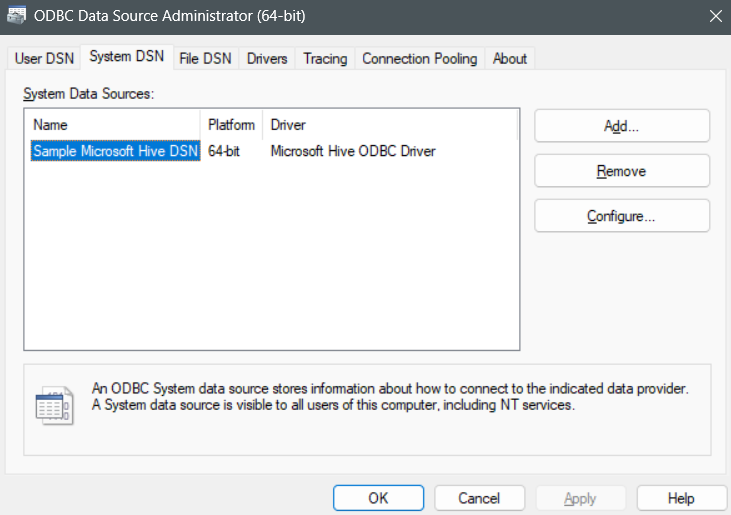 ODBC Data Source Administrator (64-bit)
User DSN System DSN File DSN Drivers Tracing Connection Pooling About
System Data Sources:
Name Platform Driver
Sample Microsoft Hive DSN 64-bit Microsoft Hive ODBC Driver
Add...
Remove
Configure...
An ODBC System data source stores information about how to connect to the indicated data provider.
A System data source is visible to all users of this computer, including NT services.
OK Cancel Apply Help